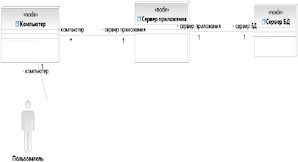 «node»
Компьютер
«node»
Сервер приложения
«node»
Сервер БД
- компьютер
- сервер приложения
- сервер приложения
- сервер БД
*
1
1
1
1
- компьютер
Пользователь